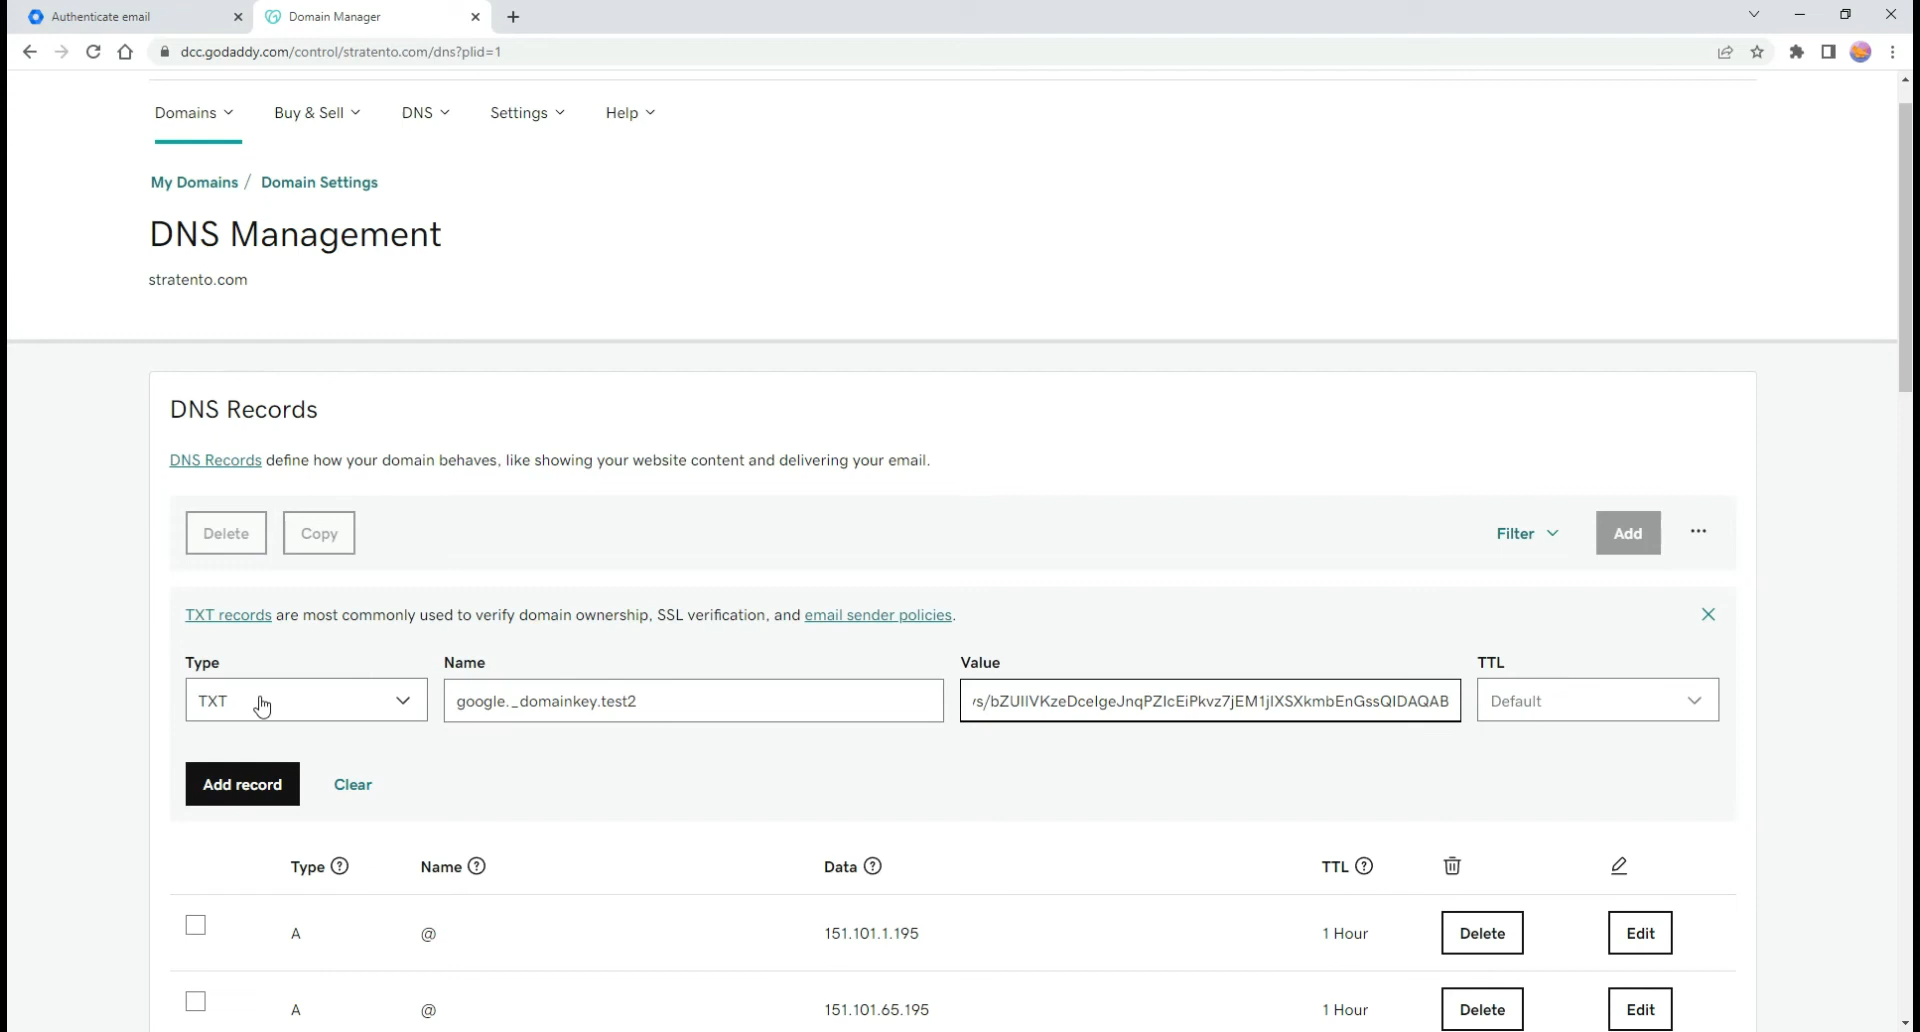 Authenticate email
Domain Manager
dcc.godaddy.com/control/stratento.com/dns?plid=1
Domains
Buy & Sell
DNS
Settings
Help
My Domains / Domain Settings
DNS Management
stratento.com
DNS Records
DNS Records define how your domain behaves, like showing your website content and delivering your email.
Delete
Copy
Filter
Add
TXT records are most commonly used to verify domain ownership, SSL verification, and email sender policies.
Type
Name
Value
TTL
TXT
google._domainkey.test2
/s/bZUIIVKzeDceIgeJnqPZIcEiPkvz7jEM1jIXSXkmbEnGssQIDAQAB
Default
Add record
Clear
Type
Name
Data
TTL
A
@
151.101.1.195
1 Hour
Delete
Edit
A
@
151.101.65.195
1 Hour
Delete
Edit